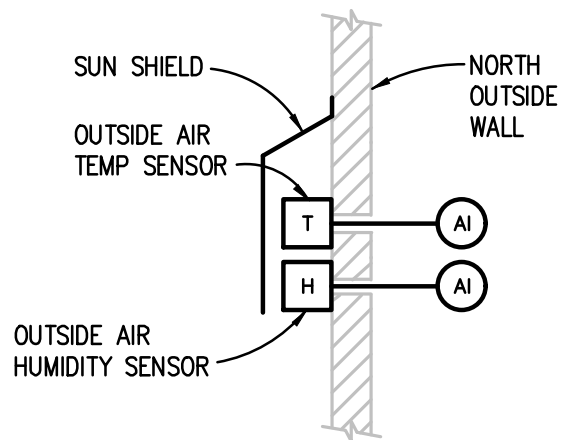 SUN SHIELD
NORTH
OUTSIDE
WALL
OUTSIDE AIR
TEMP SENSOR
T
AI
H
AI
OUTSIDE AIR
HUMIDITY SENSOR